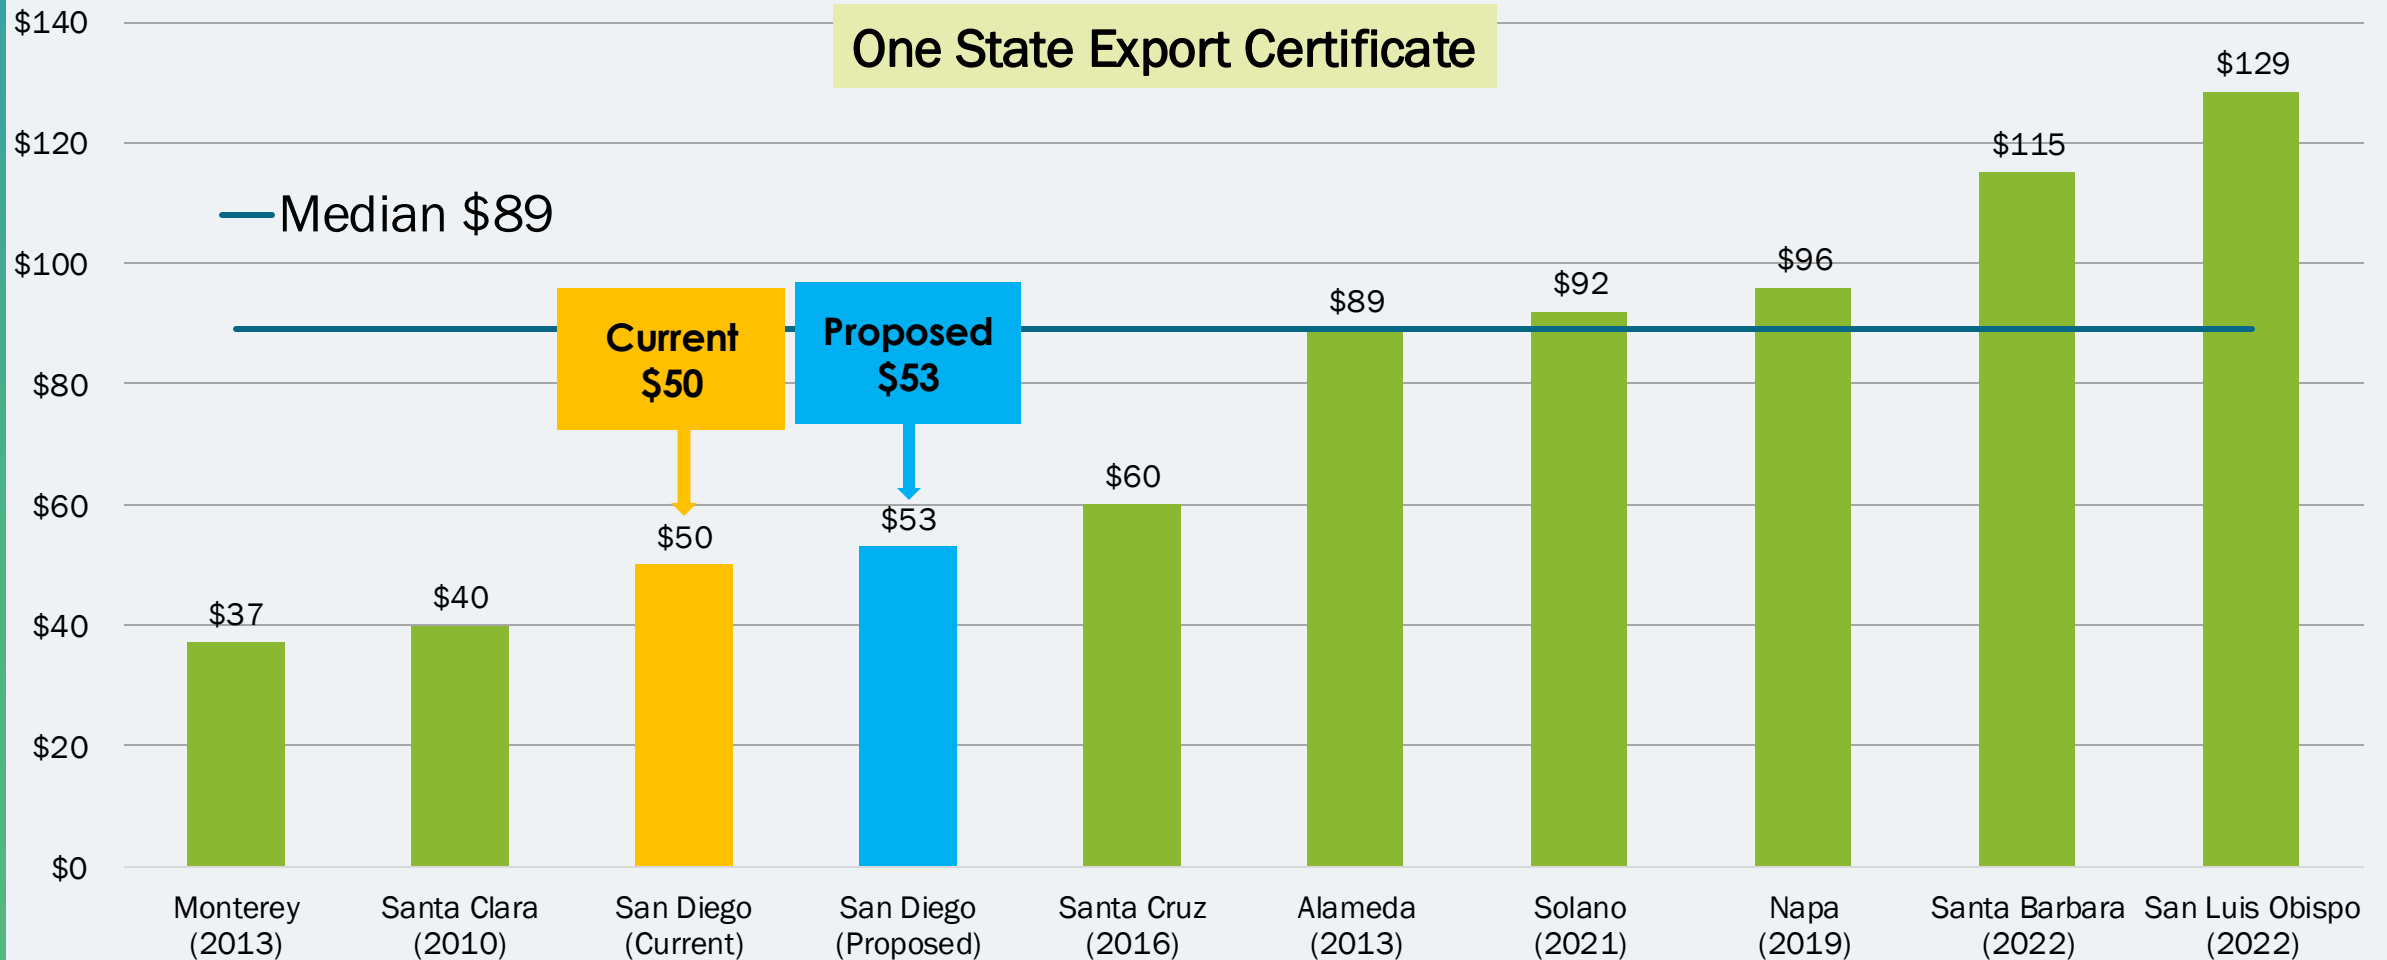 One State Export Certificate
$140
$120
$100
$80
$60
$40
$20
$0
Median $89
Current
$50
Proposed
$53
$37
$40
$50
$53
$60
$89
$92
$96
$115
$129
Monterey
(2013)
Santa Clara
(2010)
San Diego
(Current)
San Diego
(Proposed)
Santa Cruz
(2016)
Alameda
(2013)
Solano
(2021)
Napa
(2019)
Santa Barbara
(2022)
San Luis Obispo
(2022)